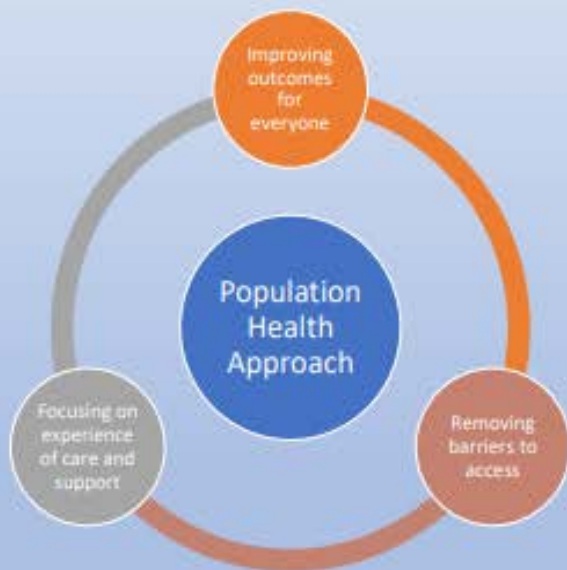 Improving
outcomes
for
everyone
Population
Health
Approach
Focusing on
experience
of care and
support
Removing
barriers to
access